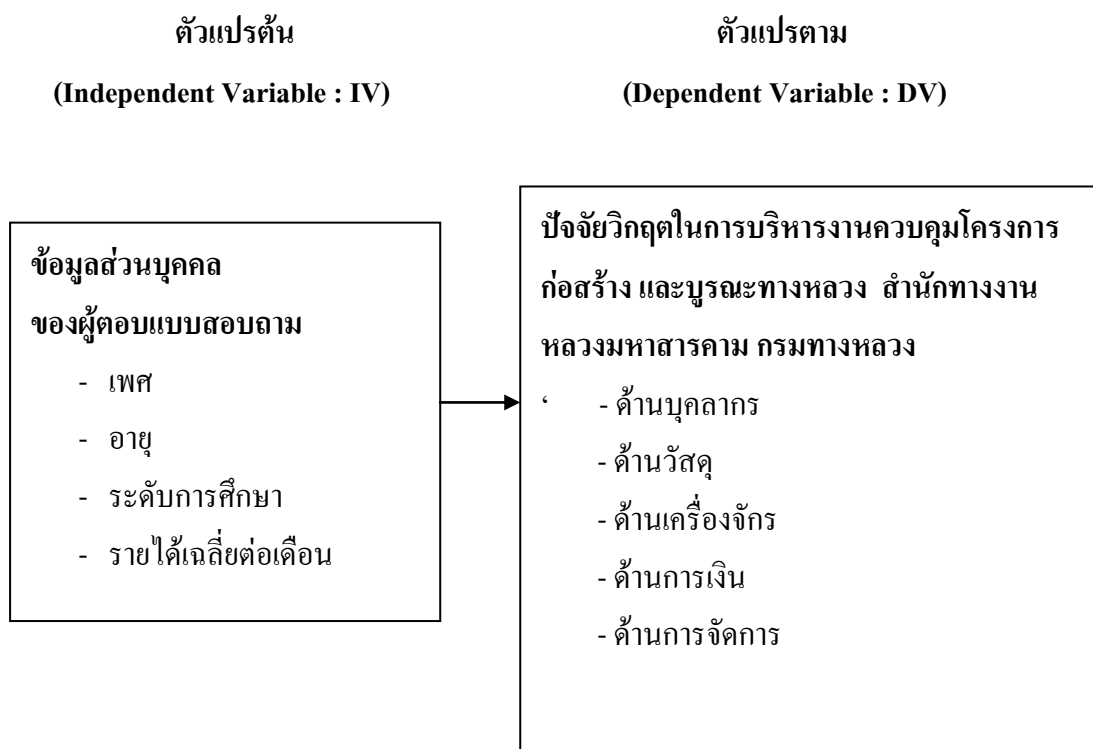 ตัวแปรต้น
(Independent Variable : IV)
ตัวแปรตาม
(Dependent Variable : DV)
ข้อมูลส่วนบุคคล
ของผู้ตอบแบบสอบถาม
- เพศ
- อายุ
- ระดับการศึกษา
- รายได้เฉลี่ยต่อเดือน
ปัจจัยวิกฤตในการบริหารงานควบคุมโครงการ
ก่อสร้าง และบูรณะทางหลวง สำนักทางงาน
หลวงมหาสารคาม กรมทางหลวง
‘ - ด้านบุคลากร
- ด้านวัสดุ
- ด้านเครื่องจักร
- ด้านการเงิน
- ด้านการจัดการ